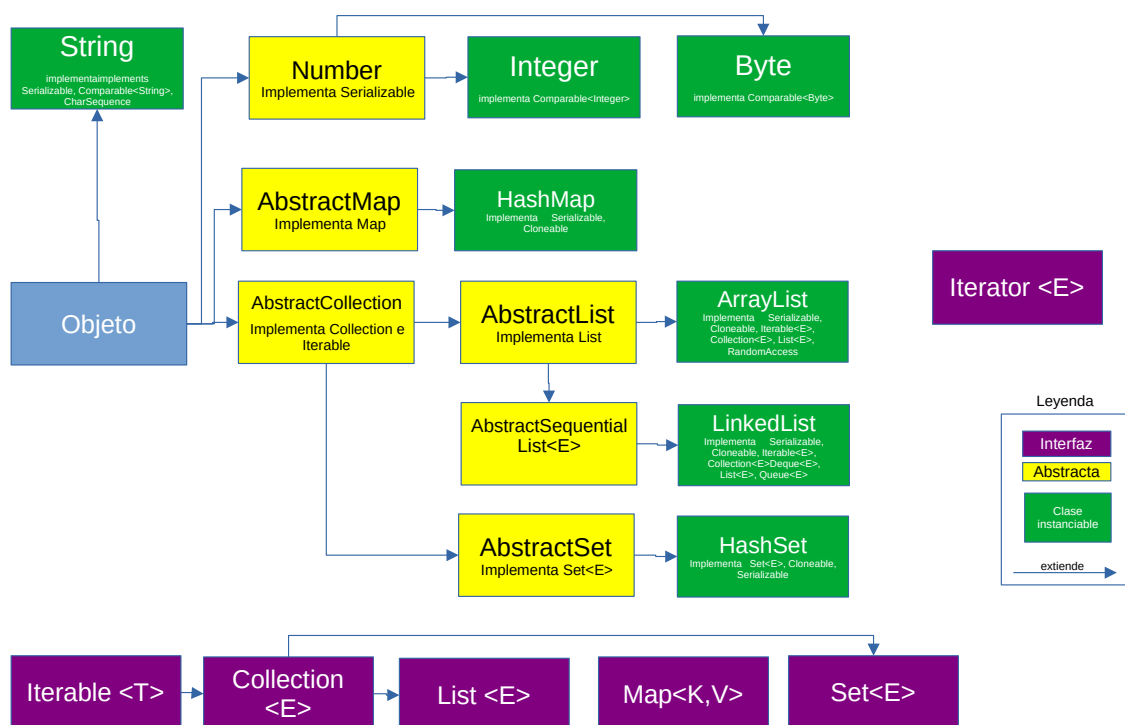 String
implementaimplements
Serializable, Comparable<String>,
CharSequence
Number
Implementa Serializable
Integer
implementa Comparable<Integer>
Byte
implementa Comparable<Byte>
AbstractMap
Implementa Map
HashMap
Implementa Serializable,
Cloneable
Objeto
AbstractCollection
Implementa Collection e
Iterable
AbstractList
Implementa List
ArrayList
Implementa Serializable,
Cloneable, Iterable<E>,
Collection<E>, List<E>,
RandomAccess
Iterator <E>
AbstractSequential
List<E>
LinkedList
Implementa Serializable,
Cloneable, Iterable<E>,
Collection<E>Deque<E>,
List<E>, Queue<E>
Leyenda
Interfaz
Abstracta
Clase
instanciable
extiende
AbstractSet
Implementa Set<E>
HashSet
Implementa Set<E>, Cloneable,
Serializable
Iterable <T>
Collection
<E>
List <E>
Map<K,V>
Set<E>